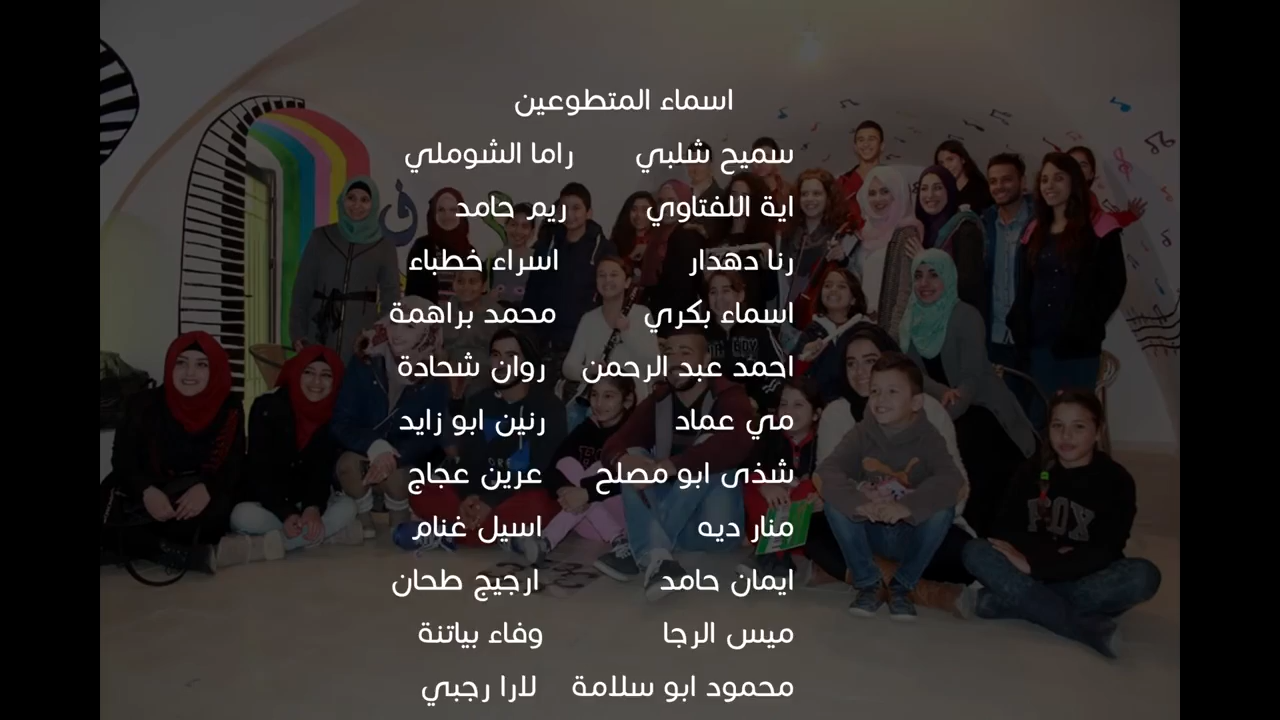 اسماء المتطوعين
سميح شلبي راما الشوملي
اية اللفتاوي ريم حامد
رنا دهدار اسراء خطباء
اسماء بكري محمد براهمة
احمد عبد الرحمن روان شحادة
مي عماد رنين ابو زايد
شذى ابو مصلح عرين عجاج
منار ديه اسيل غنام
ايمان حامد ارجيج طحان
ميس الرجا وفاء بياتنة
محمود ابو سلامة لارا رجبي
FOX